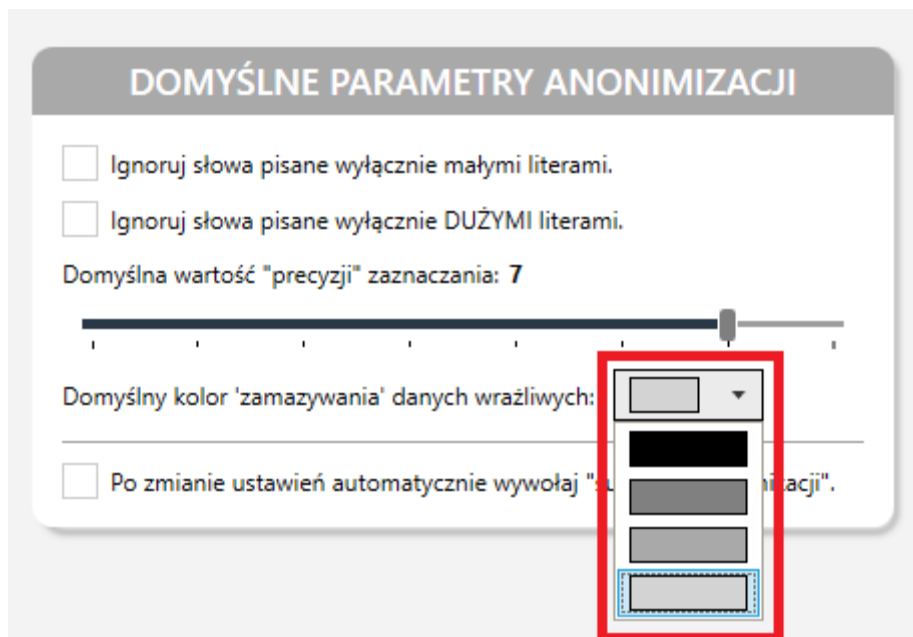 DOMYŚLNE PARAMETRY ANONIMIZACJI
Ignoruj słowa pisane wyłącznie małymi literami.
Ignoruj słowa pisane wyłącznie DUŻYMI literami.
Domyślna wartość "precyzji" zaznaczania: 7
Domyślny kolor 'zamazywania' danych wrażliwych:
Po zmianie ustawień automatycznie wywołaj